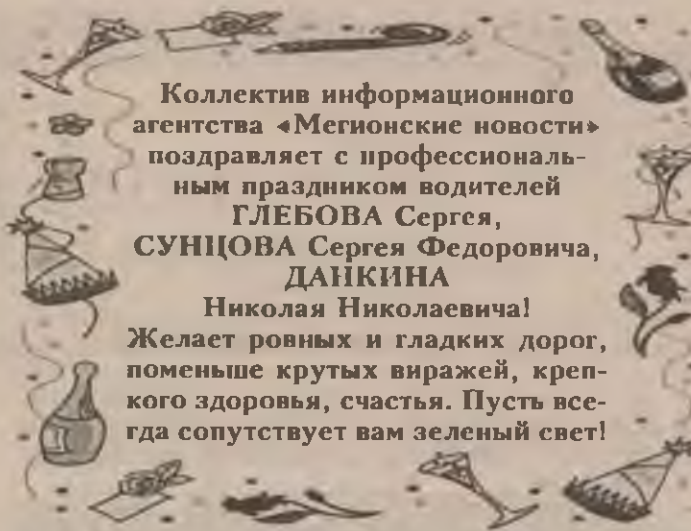 Коллектив информационного
агентства «Мегионские новости»
поздравляет с профессиональ-
ным праздником водителей
ГЛЕБОВА Сергея,
СУНЦОВА Сергея Федоровича,
ДАНКИНА
Николая Николаевича!
Желает ровных и гладких дорог,
поменьше крутых виражей, креп-
кого здоровья, счастья. Пусть все-
гда сопутствует вам зеленый свет!